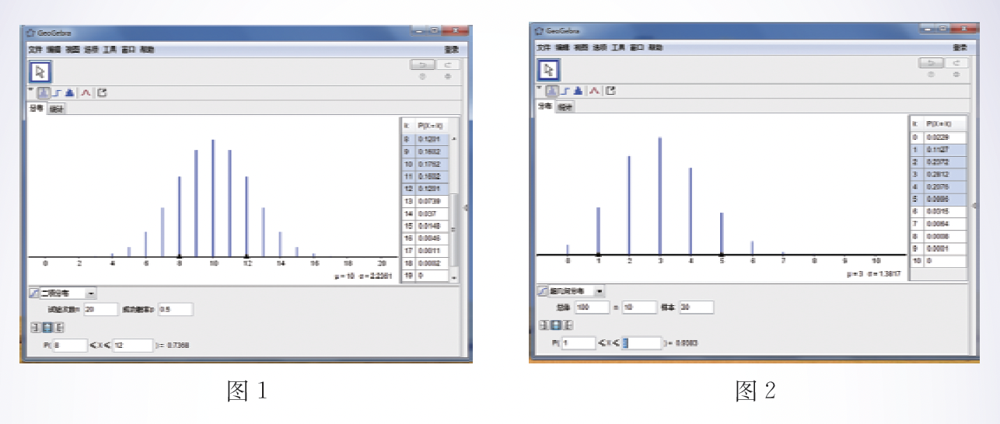 GeoGebra
文件 编辑 视图 选项 工具 窗口 帮助 登录
分布 统计
k P(X=k)
8 0.1201
9 0.1602
10 0.1762
11 0.1602
12 0.1201
13 0.0739
14 0.037
15 0.0148
16 0.0046
17 0.0011
18 0.0002
19 0
0 2 4 6 8 10 12 14 16 18 20
μ=10 σ=2.2361
二项分布
试验次数n 20 成功概率p 0.5
P( 8 ≤X≤ 12 )= 0.7368
图 1
GeoGebra
文件 编辑 视图 选项 工具 窗口 帮助 登录
分布 统计
k P(X=k)
0 0.0229
1 0.1127
2 0.2372
3 0.2812
4 0.2076
5 0.0996
6 0.0315
7 0.0064
8 0.0008
9 0.0001
10 0
0 1 2 3 4 5 6 7 8 9 10
μ=3 σ=1.3817
超几何分布
总体 100 n 10 样本 30
P( 1 ≤X≤ 5 )= 0.9383
图 2